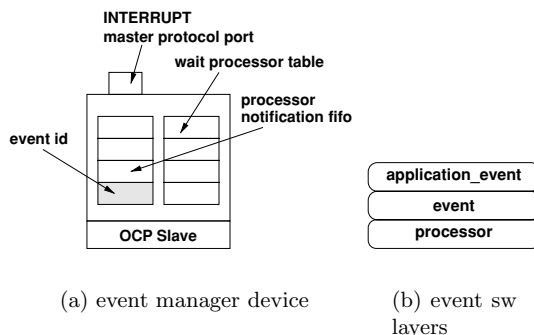 INTERRUPT
master protocol port
wait processor table
processor
notification fifo
event id
OCP Slave
application_event
event
processor
(a) event manager device
(b) event sw
layers